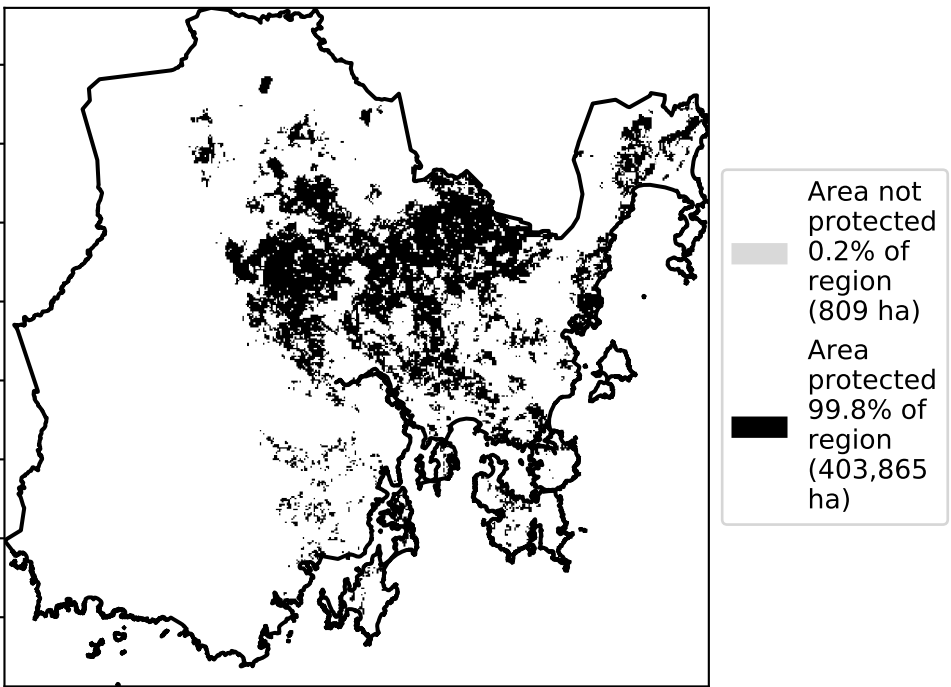 Area not
protected
0.2% of
region
(809 ha)
Area
protected
99.8% of
region
(403,865
ha)